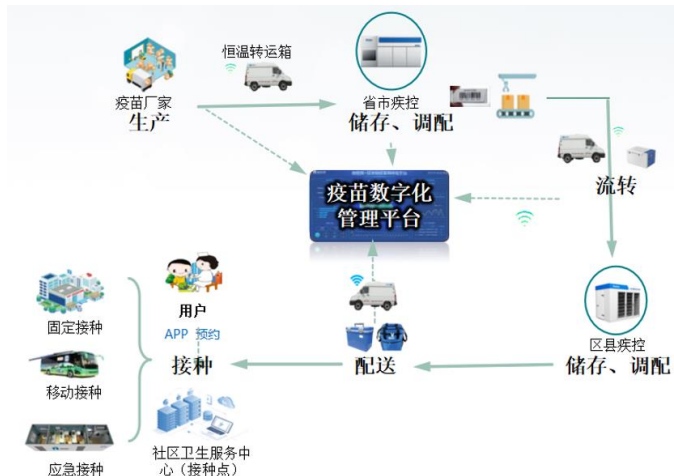 恒温转运箱
疫苗厂家
生产
省市疾控
储存、调配
流转
疫苗数字化
管理平台
用户
APP 预约
接种
固定接种
移动接种
应急接种
社区卫生服务中
心（接种点）
配送
区县疾控
储存、调配